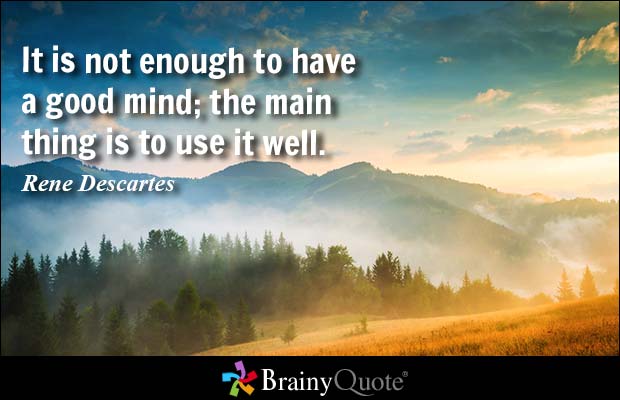 It is not enough to have
a good mind; the main
thing is to use it well.
Rene Descartes
BrainyQuote®